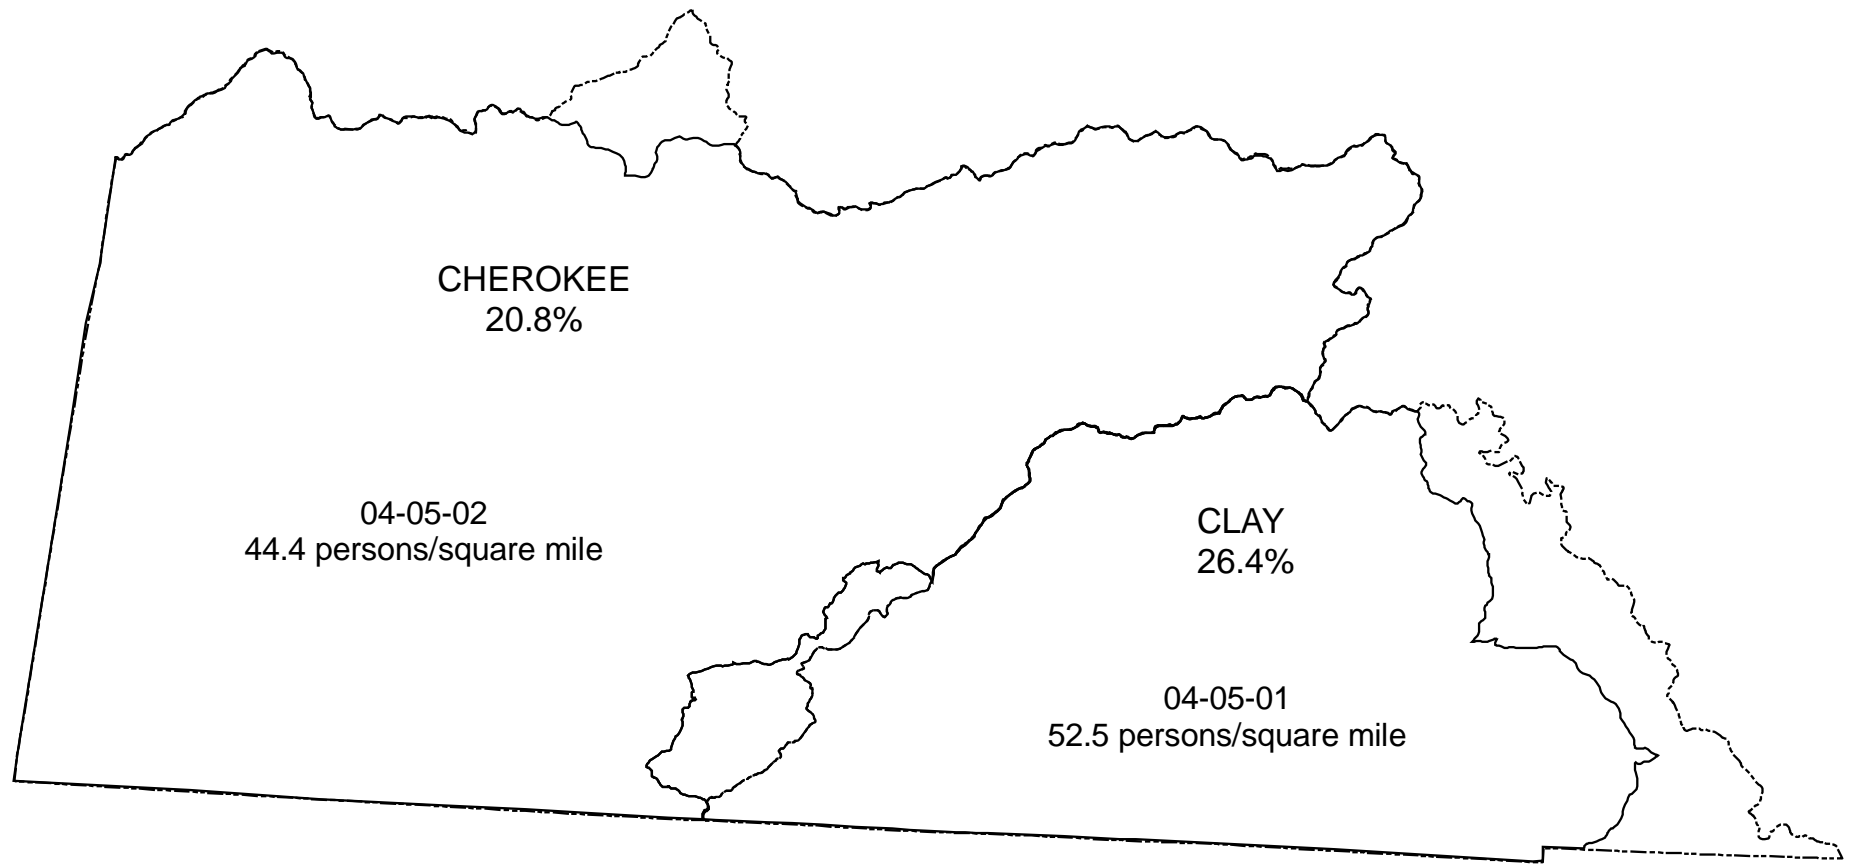 CHEROKEE
20.8%
04-05-02
44.4 persons/square mile
CLAY
26.4%
04-05-01
52.5 persons/square mile